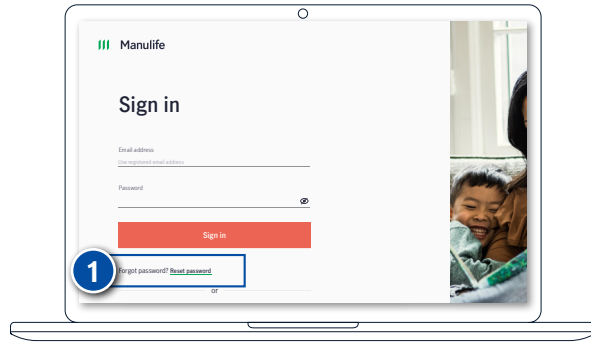 Manulife
Sign in
Email address
Use registered email address
Password
Sign in
1
Forgot password? Reset password
or